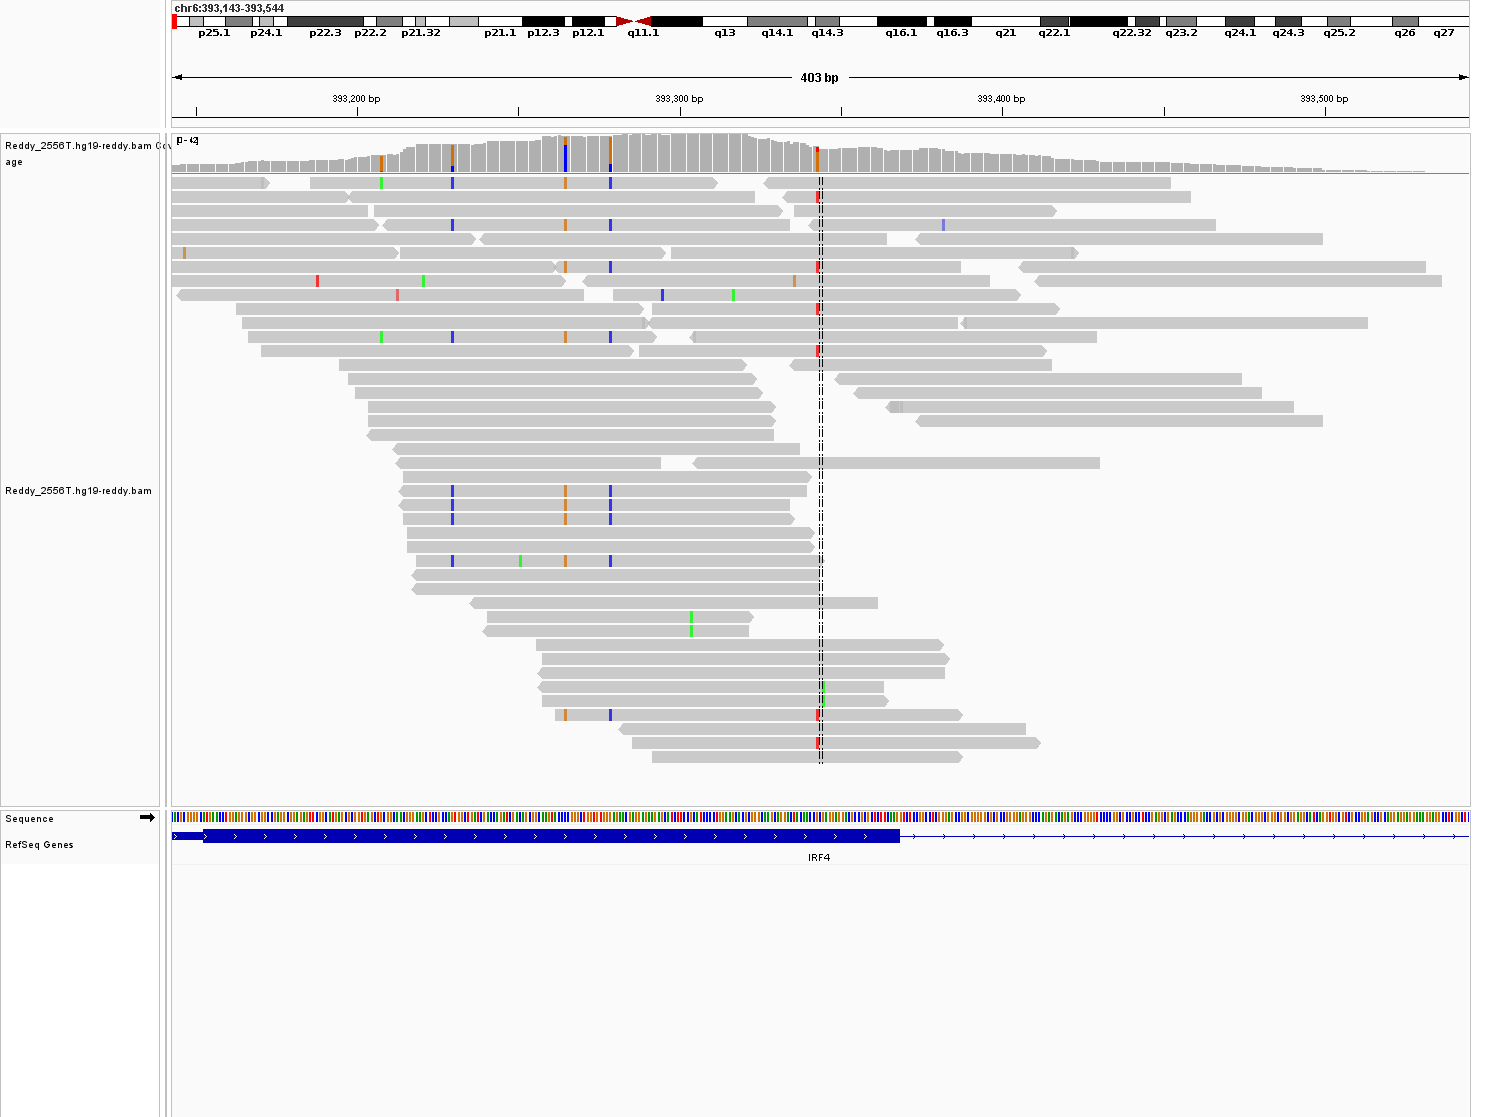 chr6:393,143-393,544
p25.1 p24.1 p22.3 p22.2 p21.32 p21.1 p12.3 p12.1 q11.1 q13 q14.1 q14.3 q16.1 q16.3 q21 q22.1 q22.32 q23.2 q24.1 q24.3 q25.2 q26 q27
403 bp
393,200 bp 393,300 bp 393,400 bp 393,500 bp
Reddy_2556T.hg19-reddy.bam Cov
age
[0 - 42]
Reddy_2556T.hg19-reddy.bam
Sequence
RefSeq Genes
IRF4